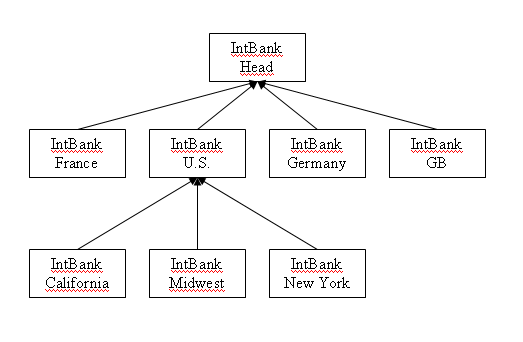 IntBank
Head
IntBank
France
IntBank
U.S.
IntBank
Germany
IntBank
GB
IntBank
California
IntBank
Midwest
IntBank
New York